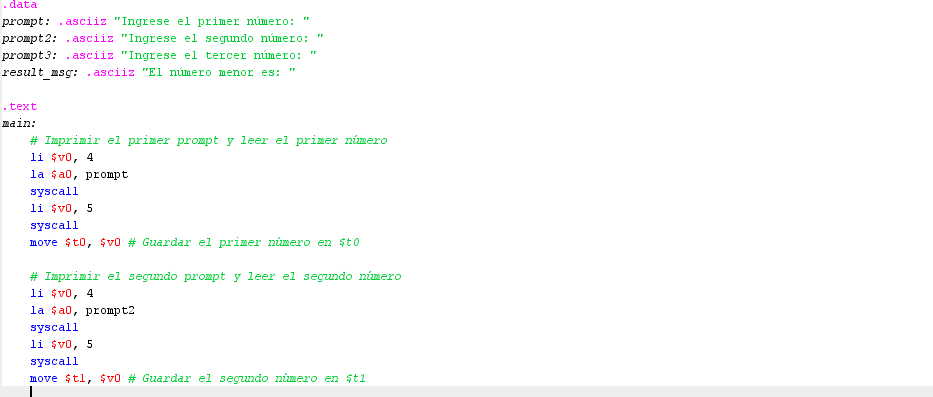 .data
prompt: .asciiz "Ingrese el primer número: "
prompt2: .asciiz "Ingrese el segundo número: "
prompt3: .asciiz "Ingrese el tercer número: "
result_msg: .asciiz "El número menor es: "
.text
main:
# Imprimir el primer prompt y leer el primer número
li $v0, 4
la $a0, prompt
syscall
li $v0, 5
syscall
move $t0, $v0 # Guardar el primer número en $t0
# Imprimir el segundo prompt y leer el segundo número
li $v0, 4
la $a0, prompt2
syscall
li $v0, 5
syscall
move $t1, $v0 # Guardar el segundo número en $t1